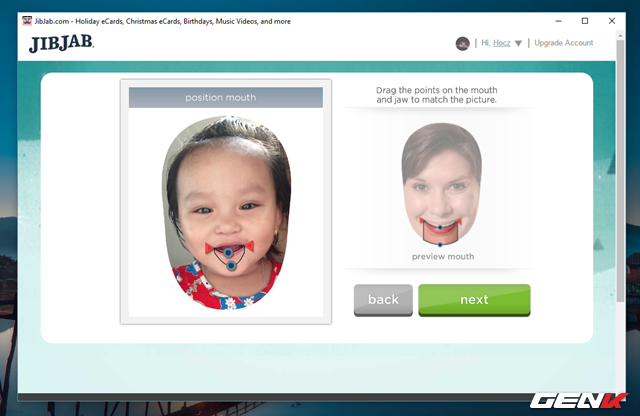 JibJab.com - Holiday eCards, Christmas eCards, Birthdays, Music Videos, and more
JIBJAB
| Hi, Hocz | Upgrade Account
position mouth
Drag the points on the mouth
and jaw to match the picture.
preview mouth
back
next
GENK